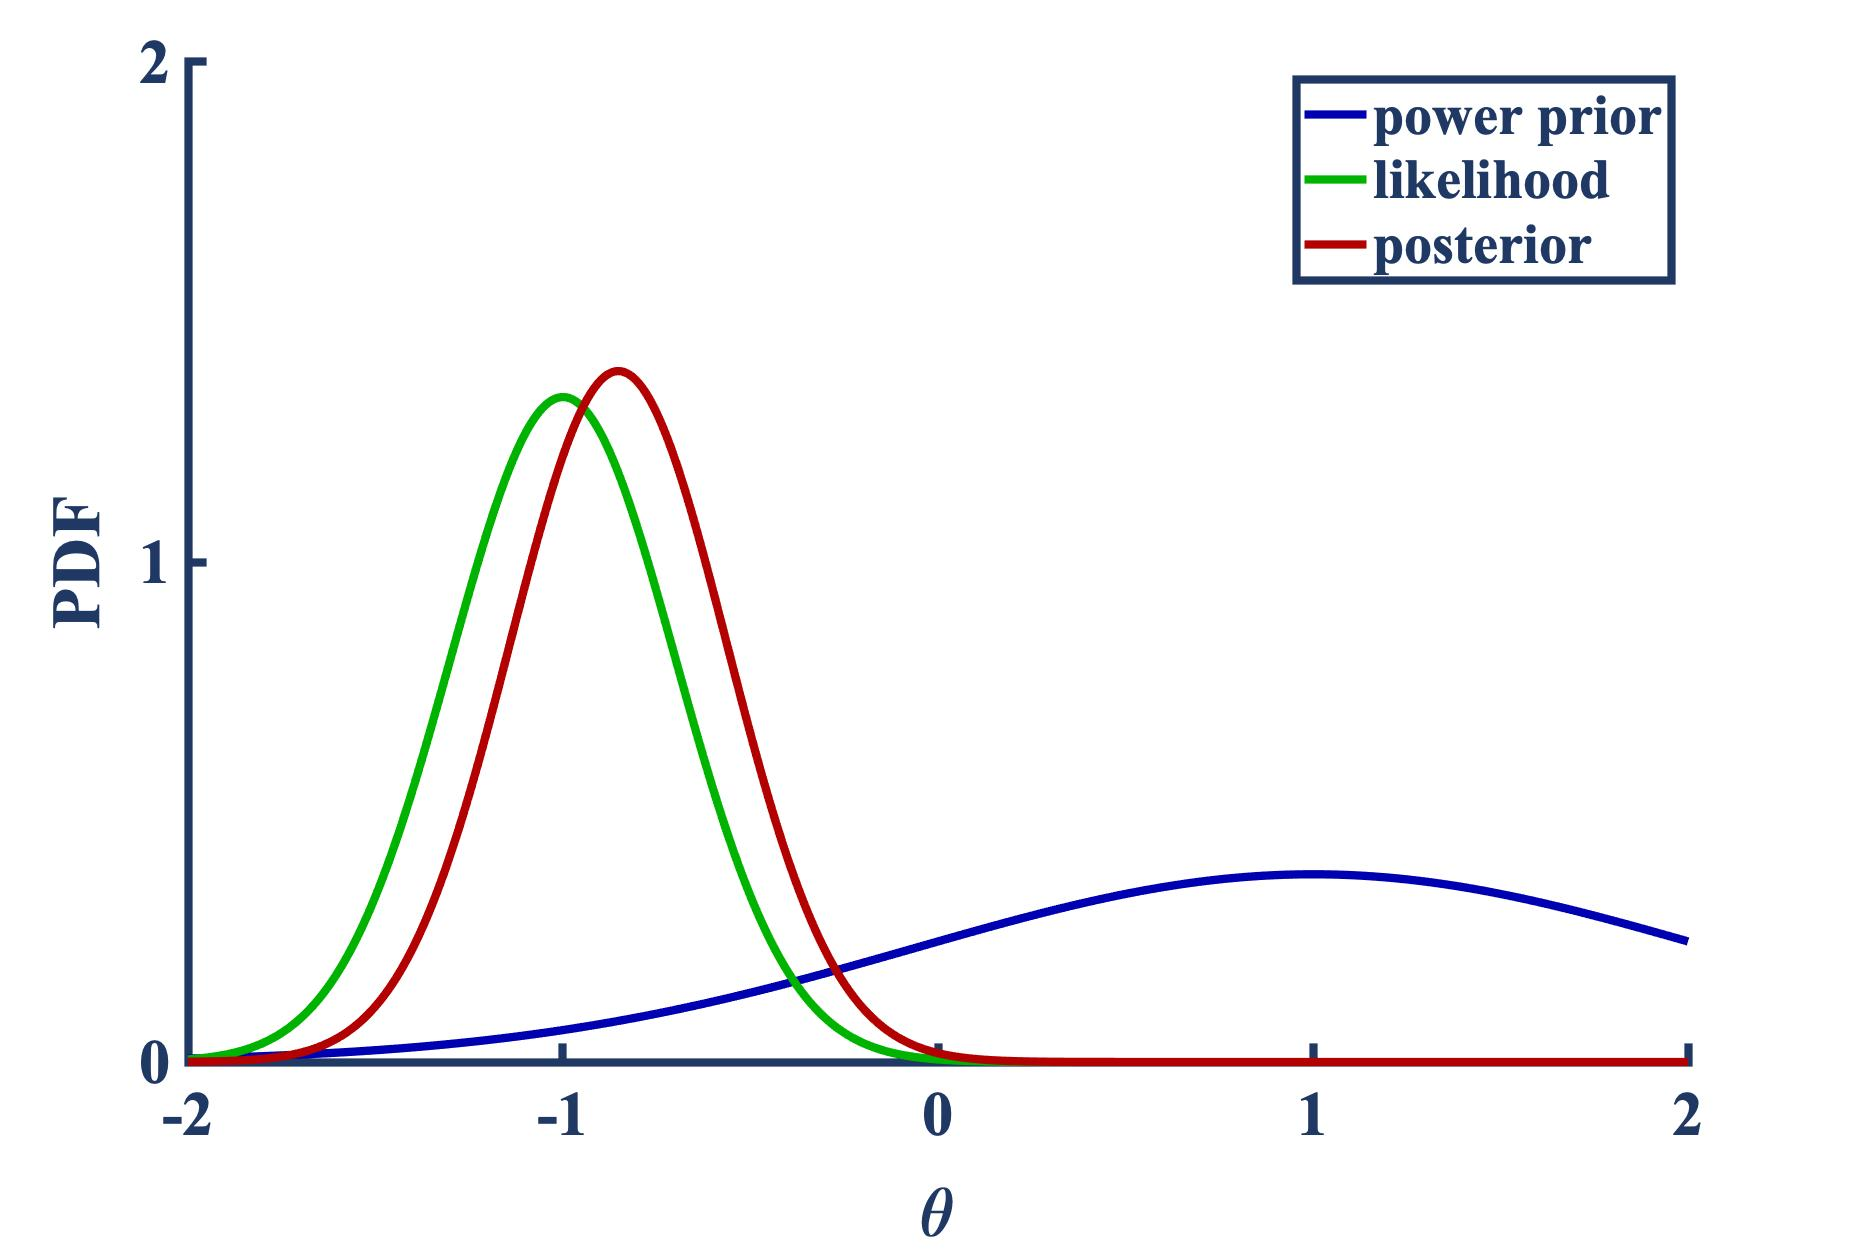 2
power prior
likelihood
posterior
PDF
1
0
-2
-1
0
1
2
θ